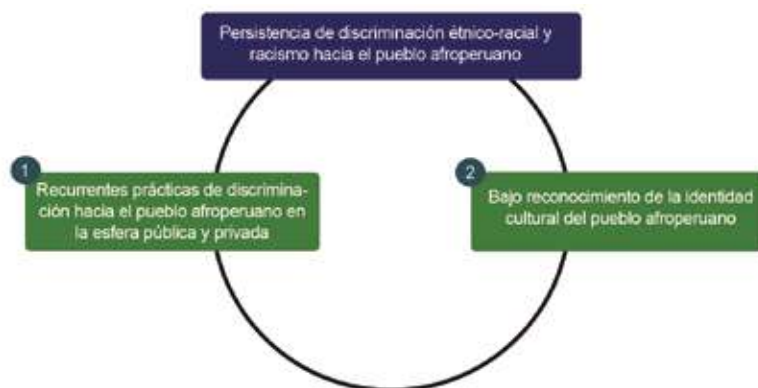 Persistencia de discriminación étnico-racial y
racismo hacia el pueblo afroperuano
1
Recurrentes prácticas de discrimina-
ción hacia el pueblo afroperuano en
la esfera pública y privada
2
Bajo reconocimiento de la identidad
cultural del pueblo afroperuano